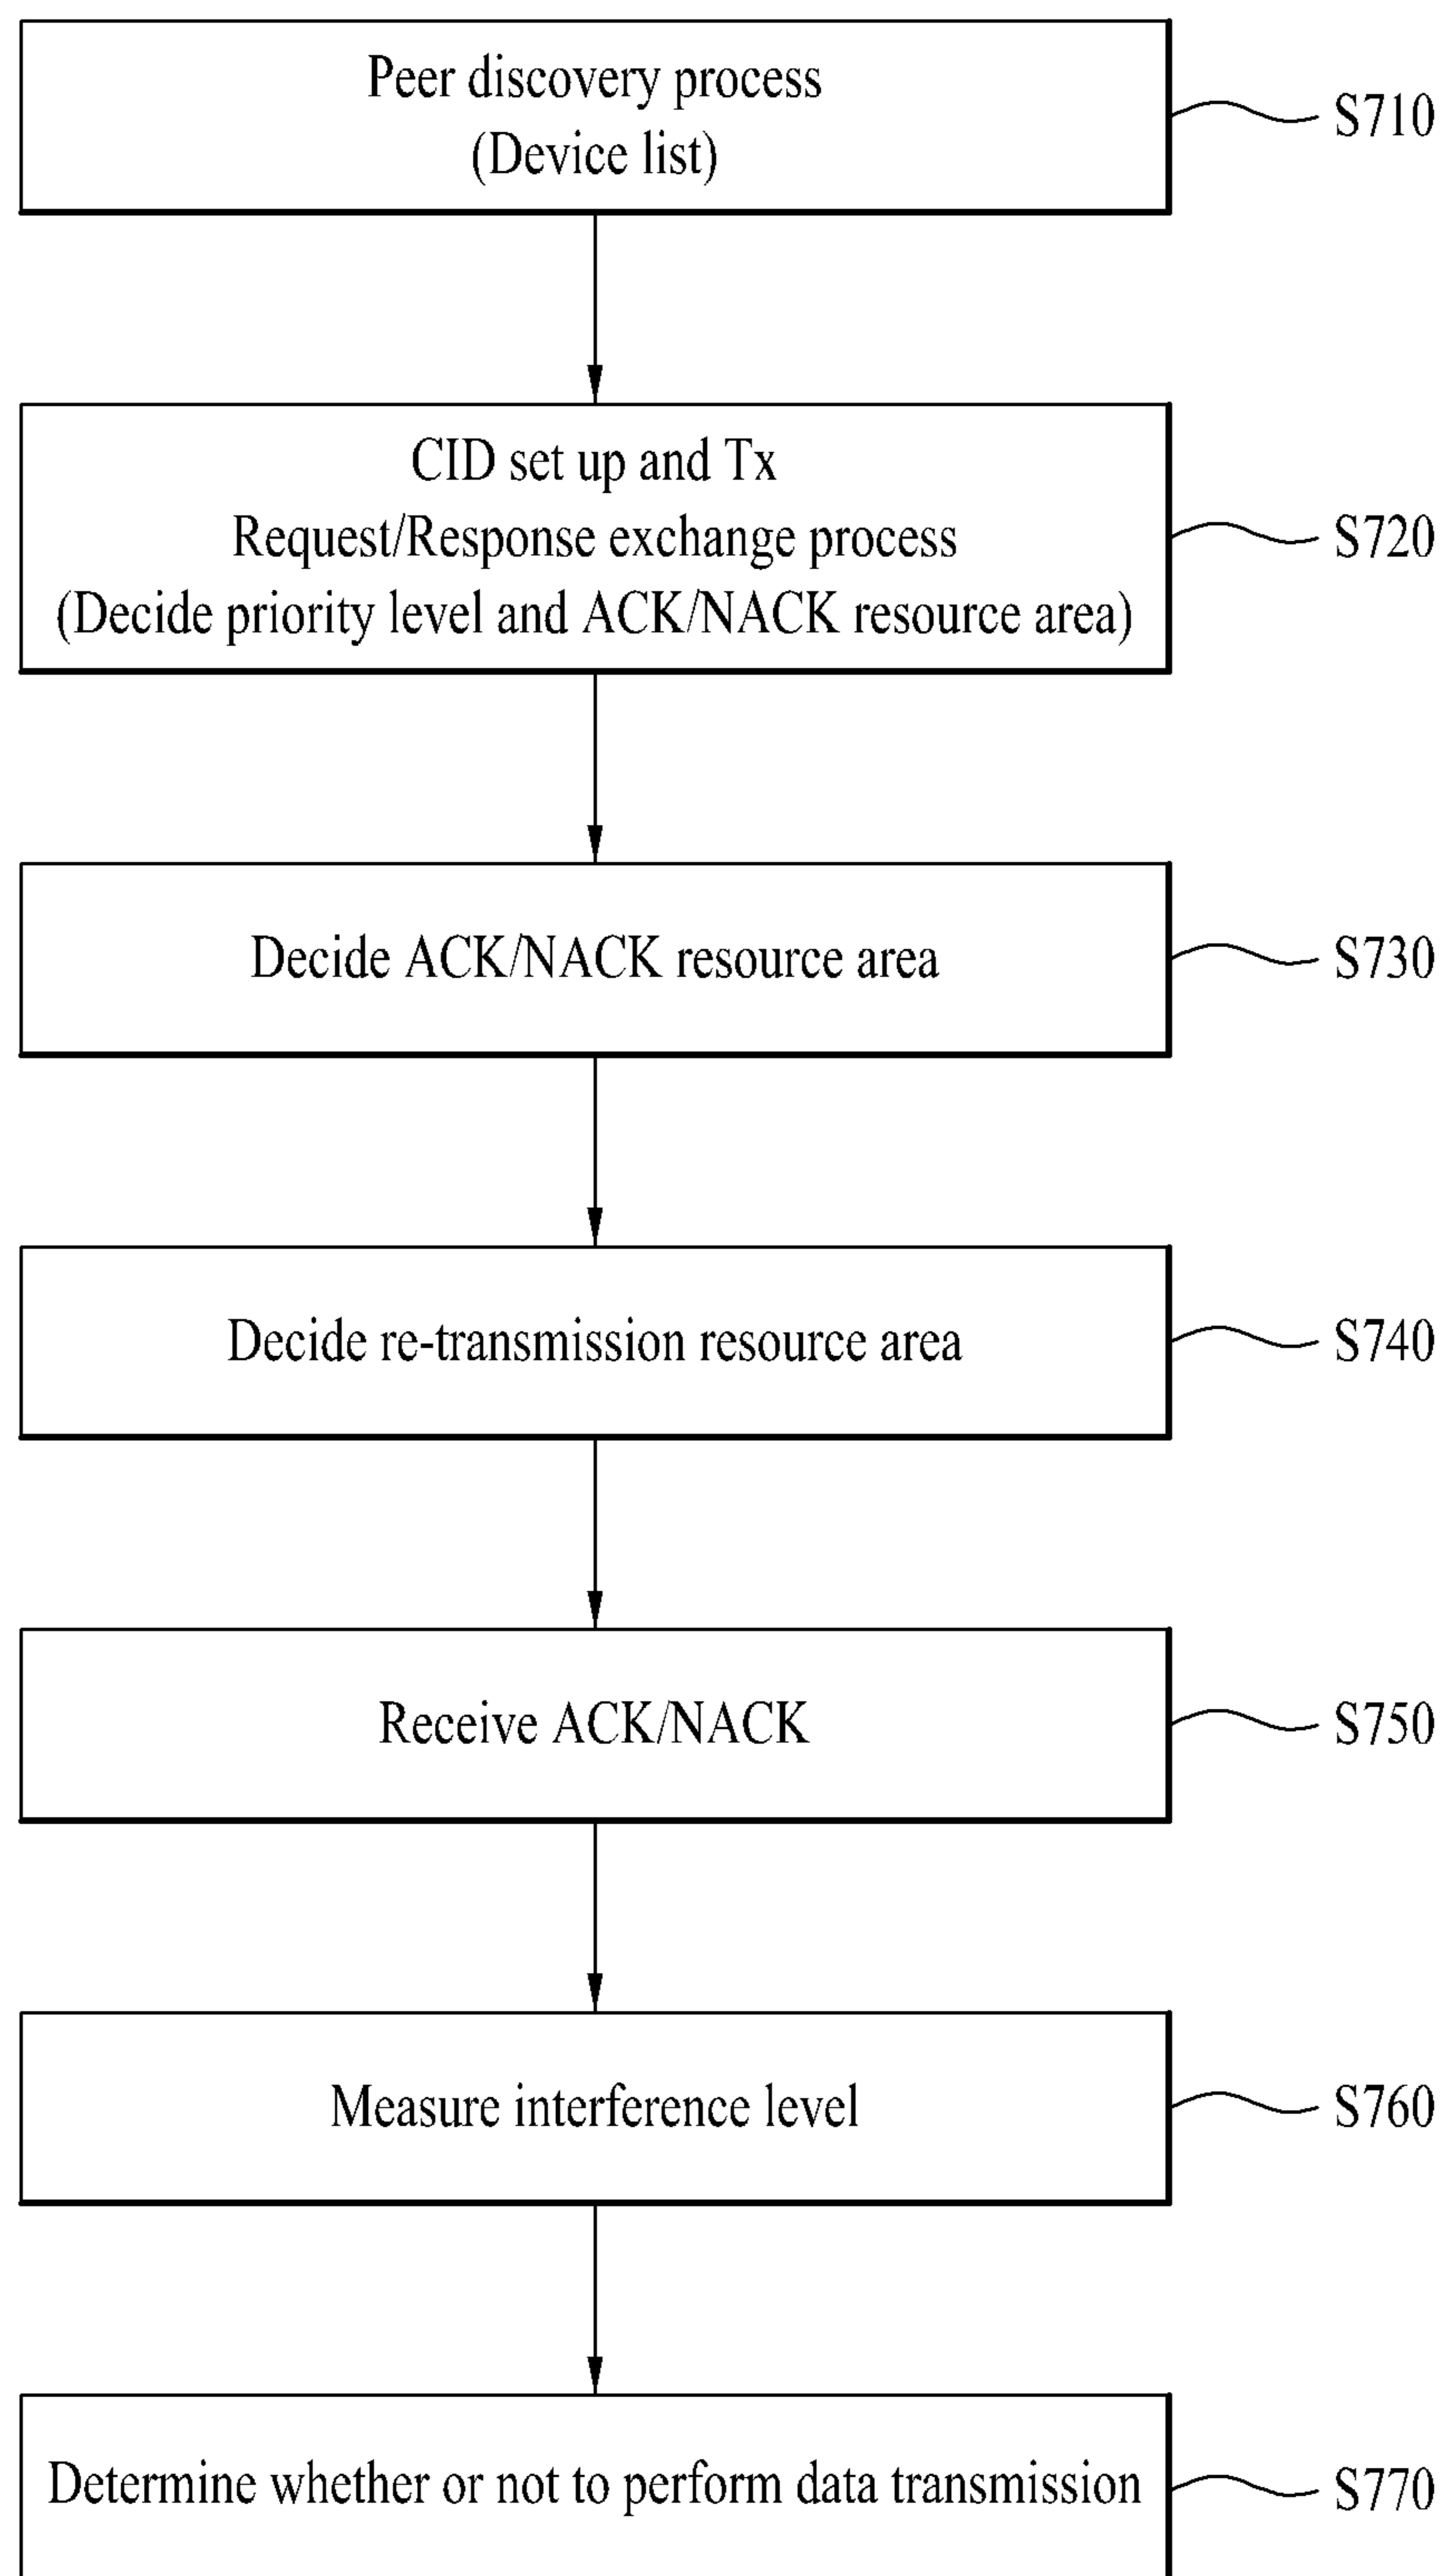 Peer discovery process
(Device list)
S710
CID set up and Tx
Request/Response exchange process
(Decide priority level and ACK/NACK resource area)
S720
Decide ACK/NACK resource area
S730
Decide re-transmission resource area
S740
Receive ACK/NACK
S750
Measure interference level
S760
Determine whether or not to perform data transmission
S770